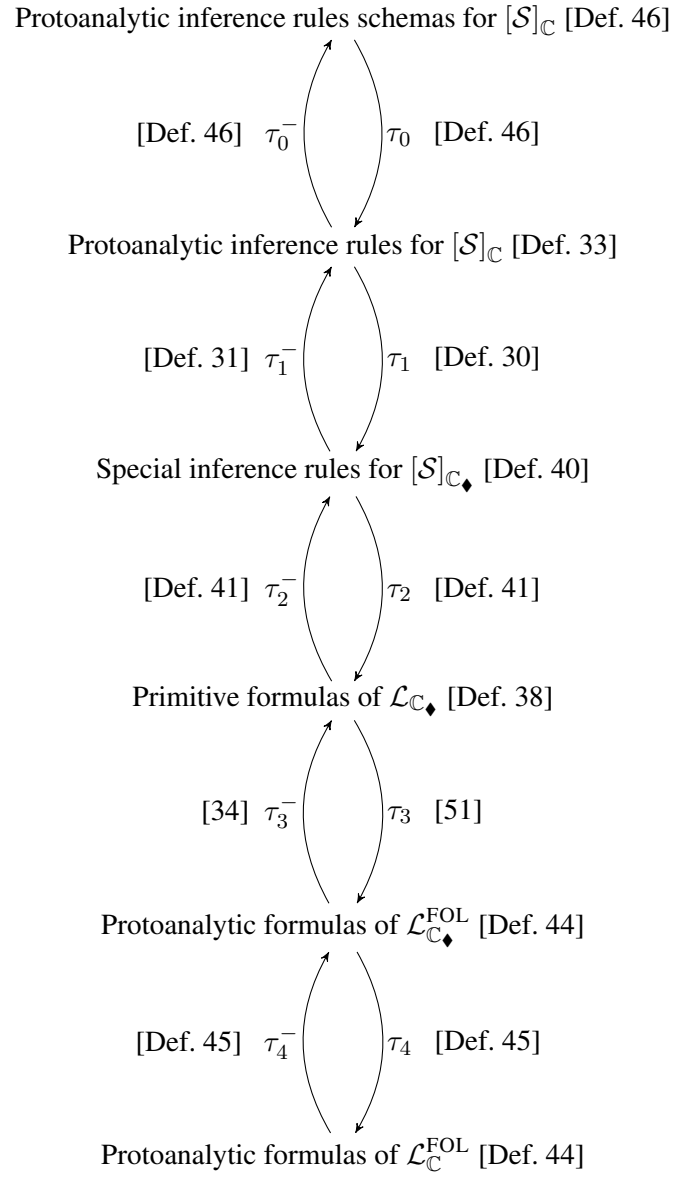 Protoanalytic inference rules schemas for [𝒮]_ℂ [Def. 46]
[Def. 46] τ₀⁻ τ₀ [Def. 46]
Protoanalytic inference rules for [𝒮]_ℂ [Def. 33]
[Def. 31] τ₁⁻ τ₁ [Def. 30]
Special inference rules for [𝒮]_ℂ_♦ [Def. 40]
[Def. 41] τ₂⁻ τ₂ [Def. 41]
Primitive formulas of ℒ_ℂ_♦ [Def. 38]
[34] τ₃⁻ τ₃ [51]
Protoanalytic formulas of ℒ_ℂ_♦^FOL [Def. 44]
[Def. 45] τ₄⁻ τ₄ [Def. 45]
Protoanalytic formulas of ℒ_ℂ^FOL [Def. 44]